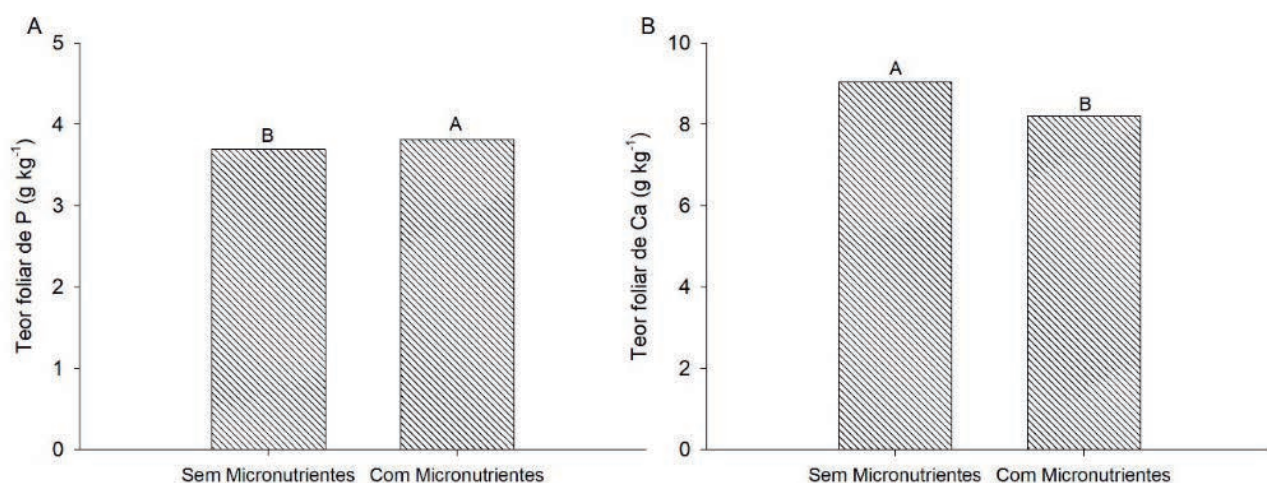 A
Teor foliar de P (g kg⁻¹)
5
4
3
2
1
0
B
A
Sem Micronutrientes
Com Micronutrientes
B
Teor foliar de Ca (g kg⁻¹)
10
8
6
4
2
0
A
B
Sem Micronutrientes
Com Micronutrientes